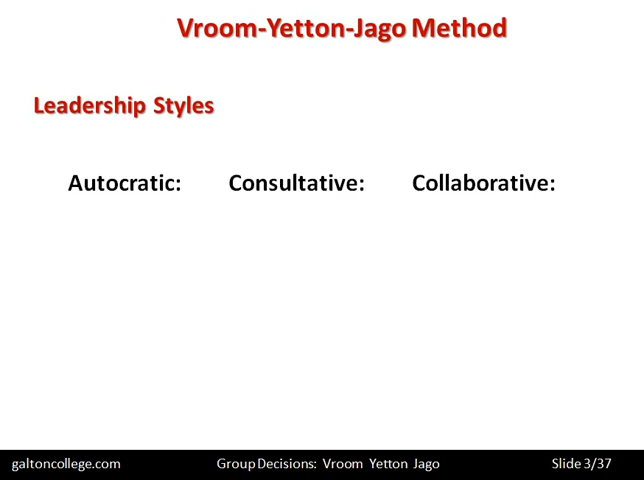 Vroom-Yetton-Jago Method
Leadership Styles
Autocratic: Consultative: Collaborative:
galtoncollege.com Group Decisions: Vroom Yetton Jago Slide 3/37